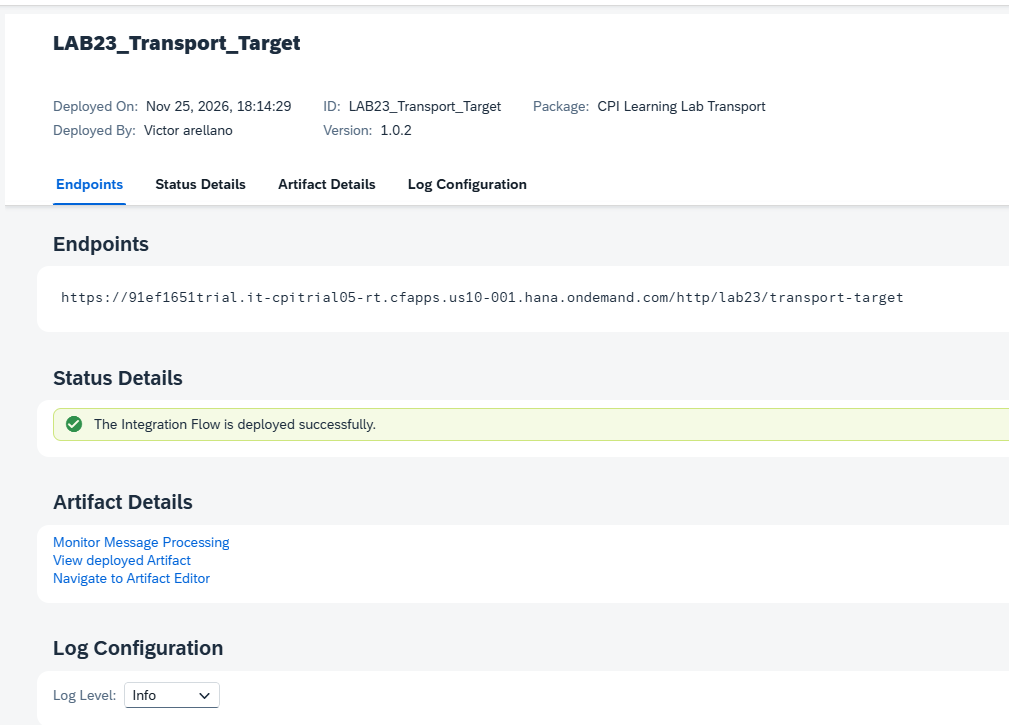 LAB23_Transport_Target
Deployed On: Nov 25, 2026, 18:14:29 ID: LAB23_Transport_Target Package: CPI Learning Lab Transport
Deployed By: Victor arellano Version: 1.0.2
Endpoints Status Details Artifact Details Log Configuration
Endpoints
https://91ef1651trial.it-cpitrial05-rt.cfapps.us10-001.hana.ondemand.com/http/lab23/transport-target
Status Details
The Integration Flow is deployed successfully.
Artifact Details
Monitor Message Processing
View deployed Artifact
Navigate to Artifact Editor
Log Configuration
Log Level: Info